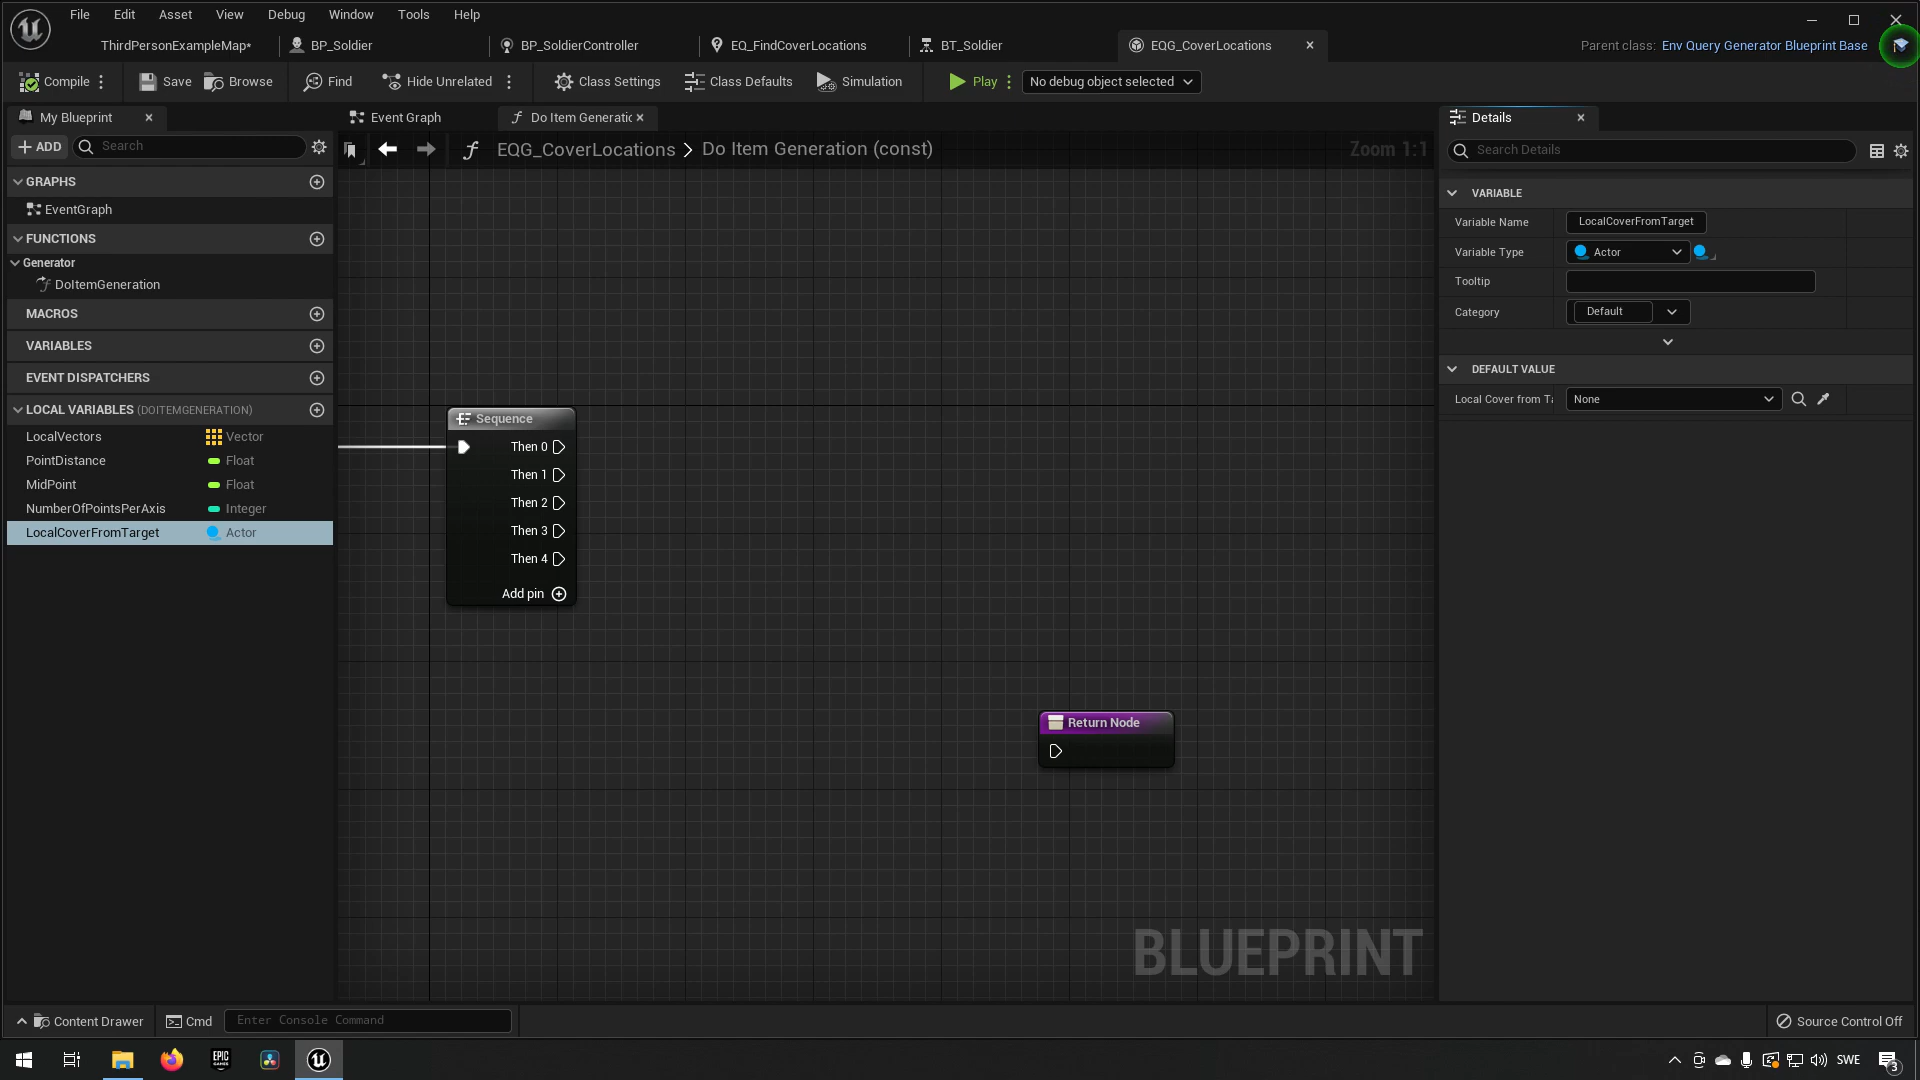 File Edit Asset View Debug Window Tools Help
ThirdPersonExampleMap* BP_Soldier BP_SoldierController EQ_FindCoverLocations BT_Soldier EQG_CoverLocations Parent class: Env Query Generator Blueprint Base
Compile Save Browse Find Hide Unrelated Class Settings Class Defaults Simulation Play No debug object selected
My Blueprint Event Graph Do Item Generatic Details
ADD Search EQG_CoverLocations > Do Item Generation (const) Zoom 1:1 Search Details
GRAPHS
EventGraph
FUNCTIONS
Generator
DoItemGeneration
MACROS
VARIABLES
EVENT DISPATCHERS
LOCAL VARIABLES (DOITEMGENERATION)
LocalVectors Vector
PointDistance Float
MidPoint Float
NumberOfPointsPerAxis Integer
LocalCoverFromTarget Actor
Sequence
Then 0
Then 1
Then 2
Then 3
Then 4
Add pin
Return Node
BLUEPRINT
VARIABLE
Variable Name LocalCoverFromTarget
Variable Type Actor
Tooltip
Category Default
DEFAULT VALUE
Local Cover from Ta None
Content Drawer Cmd Enter Console Command Source Control Off
EPIC GAMES SWE 3